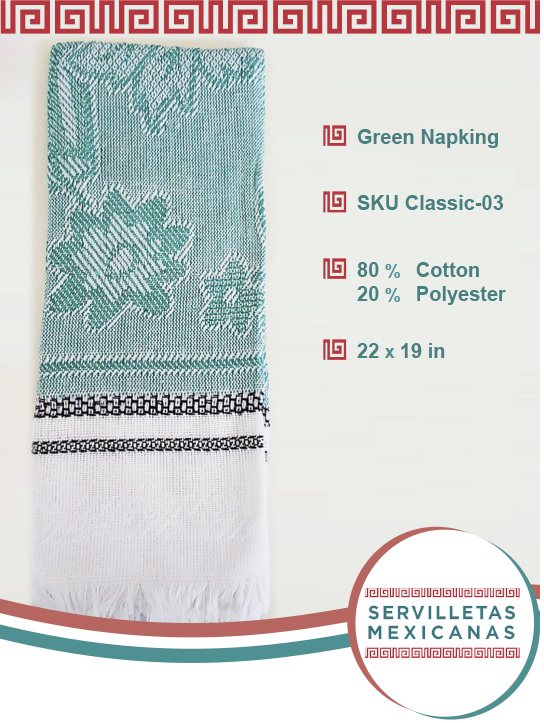 Green Napking
SKU Classic-03
80 % Cotton
20 % Polyester
22 x 19 in
SERVILLETAS
MEXICANAS